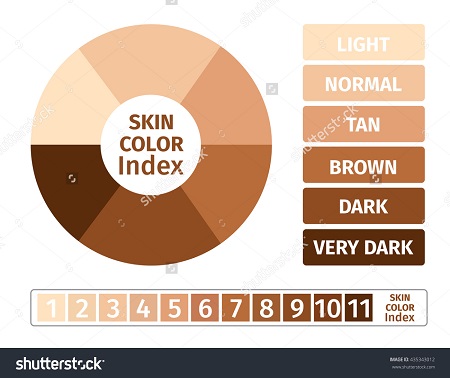 SKIN
COLOR
Index
LIGHT
NORMAL
TAN
BROWN
DARK
VERY DARK
1 2 3 4 5 6 7 8 9 10 11
SKIN
COLOR
Index
shutterstock
IMAGE ID: 435343012
www.shutterstock.com